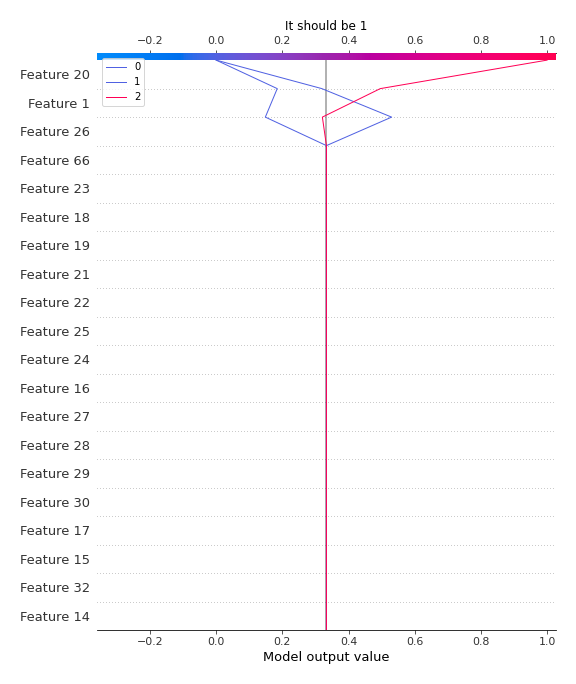 It should be 1
−0.2 0.0 0.2 0.4 0.6 0.8 1.0
0
1
2
Feature 20
Feature 1
Feature 26
Feature 66
Feature 23
Feature 18
Feature 19
Feature 21
Feature 22
Feature 25
Feature 24
Feature 16
Feature 27
Feature 28
Feature 29
Feature 30
Feature 17
Feature 15
Feature 32
Feature 14
−0.2 0.0 0.2 0.4 0.6 0.8 1.0
Model output value